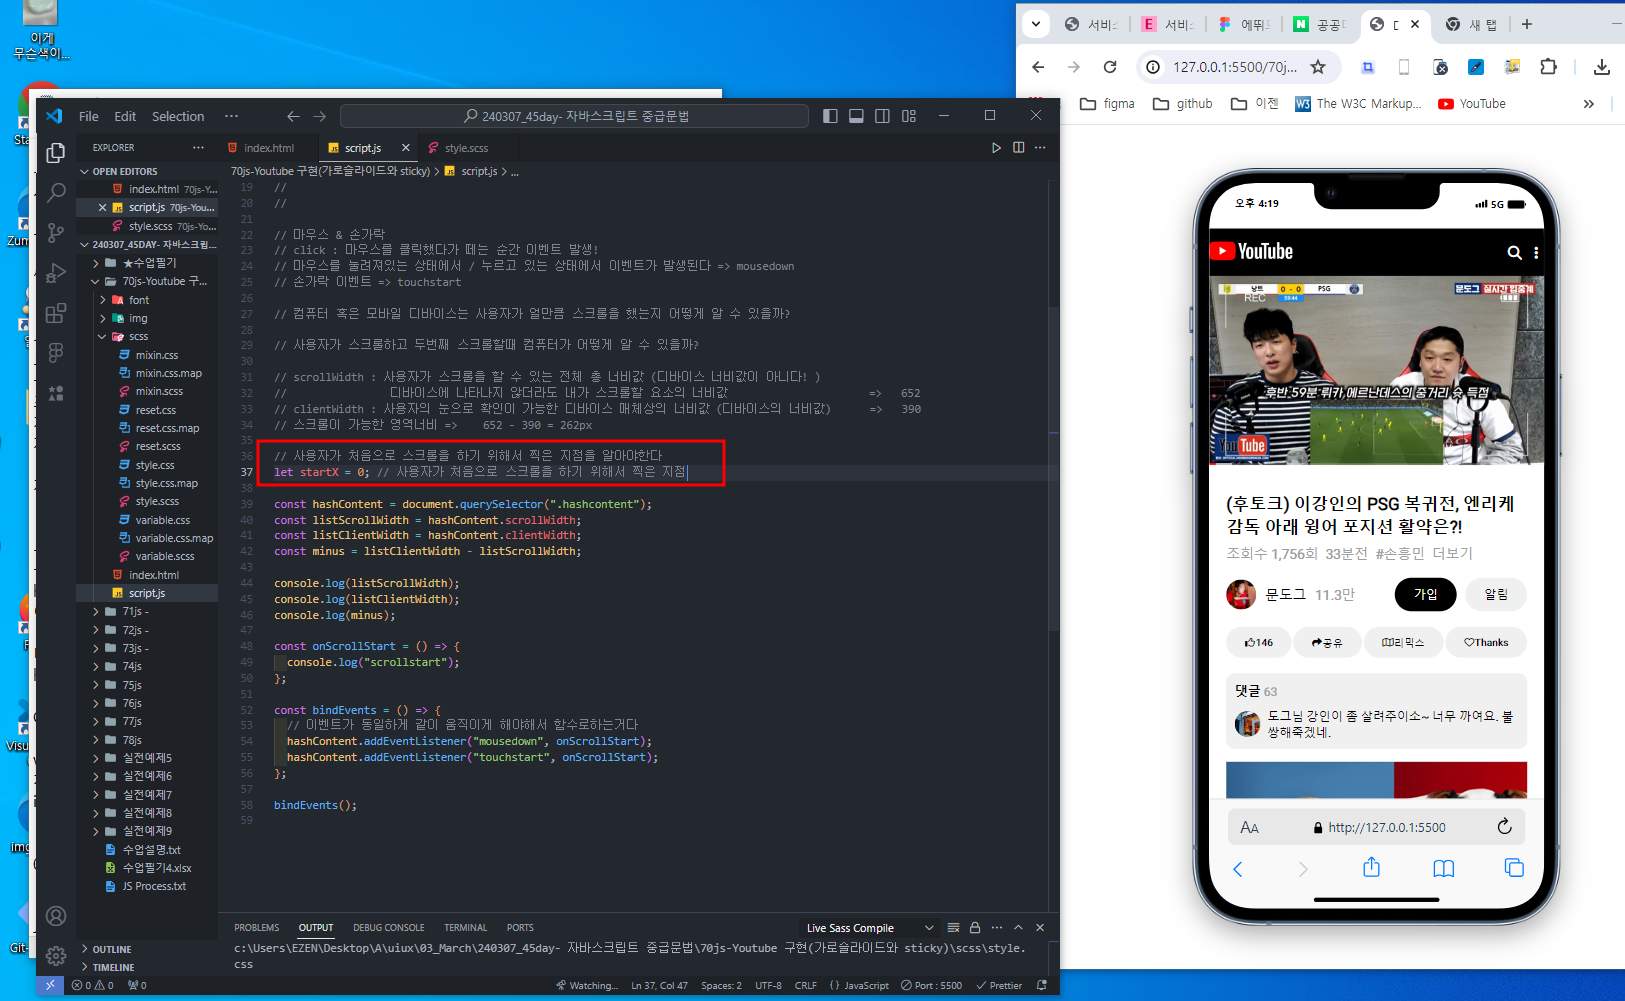 이게
무슨색이...
File Edit Selection ...
240307_45day- 자바스크립트 중급문법
EXPLORER
OPEN EDITORS
index.html 70js-Y...
script.js 70js-You...
style.scss 70js-Yo...
240307_45DAY- 자바스크립...
★수업필기
70js-Youtube 구...
font
img
scss
mixin.css
mixin.css.map
mixin.scss
reset.css
reset.css.map
reset.scss
style.css
style.css.map
style.scss
variable.css
variable.css.map
variable.scss
index.html
script.js
71js -
72js -
73js -
74js
75js
76js
77js
78js
실전예제5
실전예제6
실전예제7
실전예제8
실전예제9
수업설명.txt
수업필기4.xlsx
JS Process.txt
OUTLINE
TIMELINE
index.html script.js style.scss
70js-Youtube 구현(가로슬라이드와 sticky) > script.js > ...
19 //
20 //
21
22 // 마우스 & 손가락
23 // click : 마우스를 클릭했다가 떼는 순간 이벤트 발생!
24 // 마우스를 눌려져있는 상태에서 / 누르고 있는 상태에서 이벤트가 발생된다 => mousedown
25 // 손가락 이벤트 => touchstart
26
27 // 컴퓨터 혹은 모바일 디바이스는 사용자가 얼만큼 스크롤을 했는지 어떻게 알 수 있을까?
28
29 // 사용자가 스크롤하고 두번째 스크롤할때 컴퓨터가 어떻게 알 수 있을까?
30
31 // scrollWidth : 사용자가 스크롤을 할 수 있는 전체 총 너비값 (디바이스 너비값이 아니다! )
32 // 디바이스에 나타나지 않더라도 내가 스크롤할 요소의 너비값 => 652
33 // clientWidth : 사용자의 눈으로 확인이 가능한 디바이스 매체상의 너비값 (디바이스의 너비값) => 390
34 // 스크롤이 가능한 영역너비 => 652 - 390 = 262px
35
36 // 사용자가 처음으로 스크롤을 하기 위해서 찍은 지점을 알아야한다
37 let startX = 0; // 사용자가 처음으로 스크롤을 하기 위해서 찍은 지점
38
39 const hashContent = document.querySelector(".hashcontent");
40 const listScrollWidth = hashContent.scrollWidth;
41 const listClientWidth = hashContent.clientWidth;
42 const minus = listClientWidth - listScrollWidth;
43
44 console.log(listScrollWidth);
45 console.log(listClientWidth);
46 console.log(minus);
47
48 const onScrollStart = () => {
49 console.log("scrollstart");
50 };
51
52 const bindEvents = () => {
53 // 이벤트가 동일하게 같이 움직이게 해야해서 함수로하는거다
54 hashContent.addEventListener("mousedown", onScrollStart);
55 hashContent.addEventListener("touchstart", onScrollStart);
56 };
57
58 bindEvents();
59
PROBLEMS OUTPUT DEBUG CONSOLE TERMINAL PORTS Live Sass Compile
c:\Users\EZEN\Desktop\A\uiux\03_March\240307_45day- 자바스크립트 중급문법\70js-Youtube 구현(가로슬라이드와 sticky)\scss\style.
css
0 0 0 Watching... Ln 37, Col 47 Spaces: 2 UTF-8 CRLF {} JavaScript Port : 5500 Prettier
서비스 서비스 에뛰드 공공 새 탭
127.0.0.1:5500/70j...
figma github 이젠 The W3C Markup... YouTube
오후 4:19 5G
YouTube
낭트 0 - 0 PSG
문도그 실시간 입중계
REC
후반 59분 뤼카 에르난데스의 중거리 슛 득점
You Tube
(후토크) 이강인의 PSG 복귀전, 엔리케
감독 아래 윙어 포지션 활약은?!
조회수 1,756회 33분전 #손흥민 더보기
문도그 11.3만 가입 알림
146 공유 리믹스 Thanks
댓글 63
도그님 강인이 좀 살려주이소~ 너무 까여요. 불
쌍해죽겠네.
AA http://127.0.0.1:5500